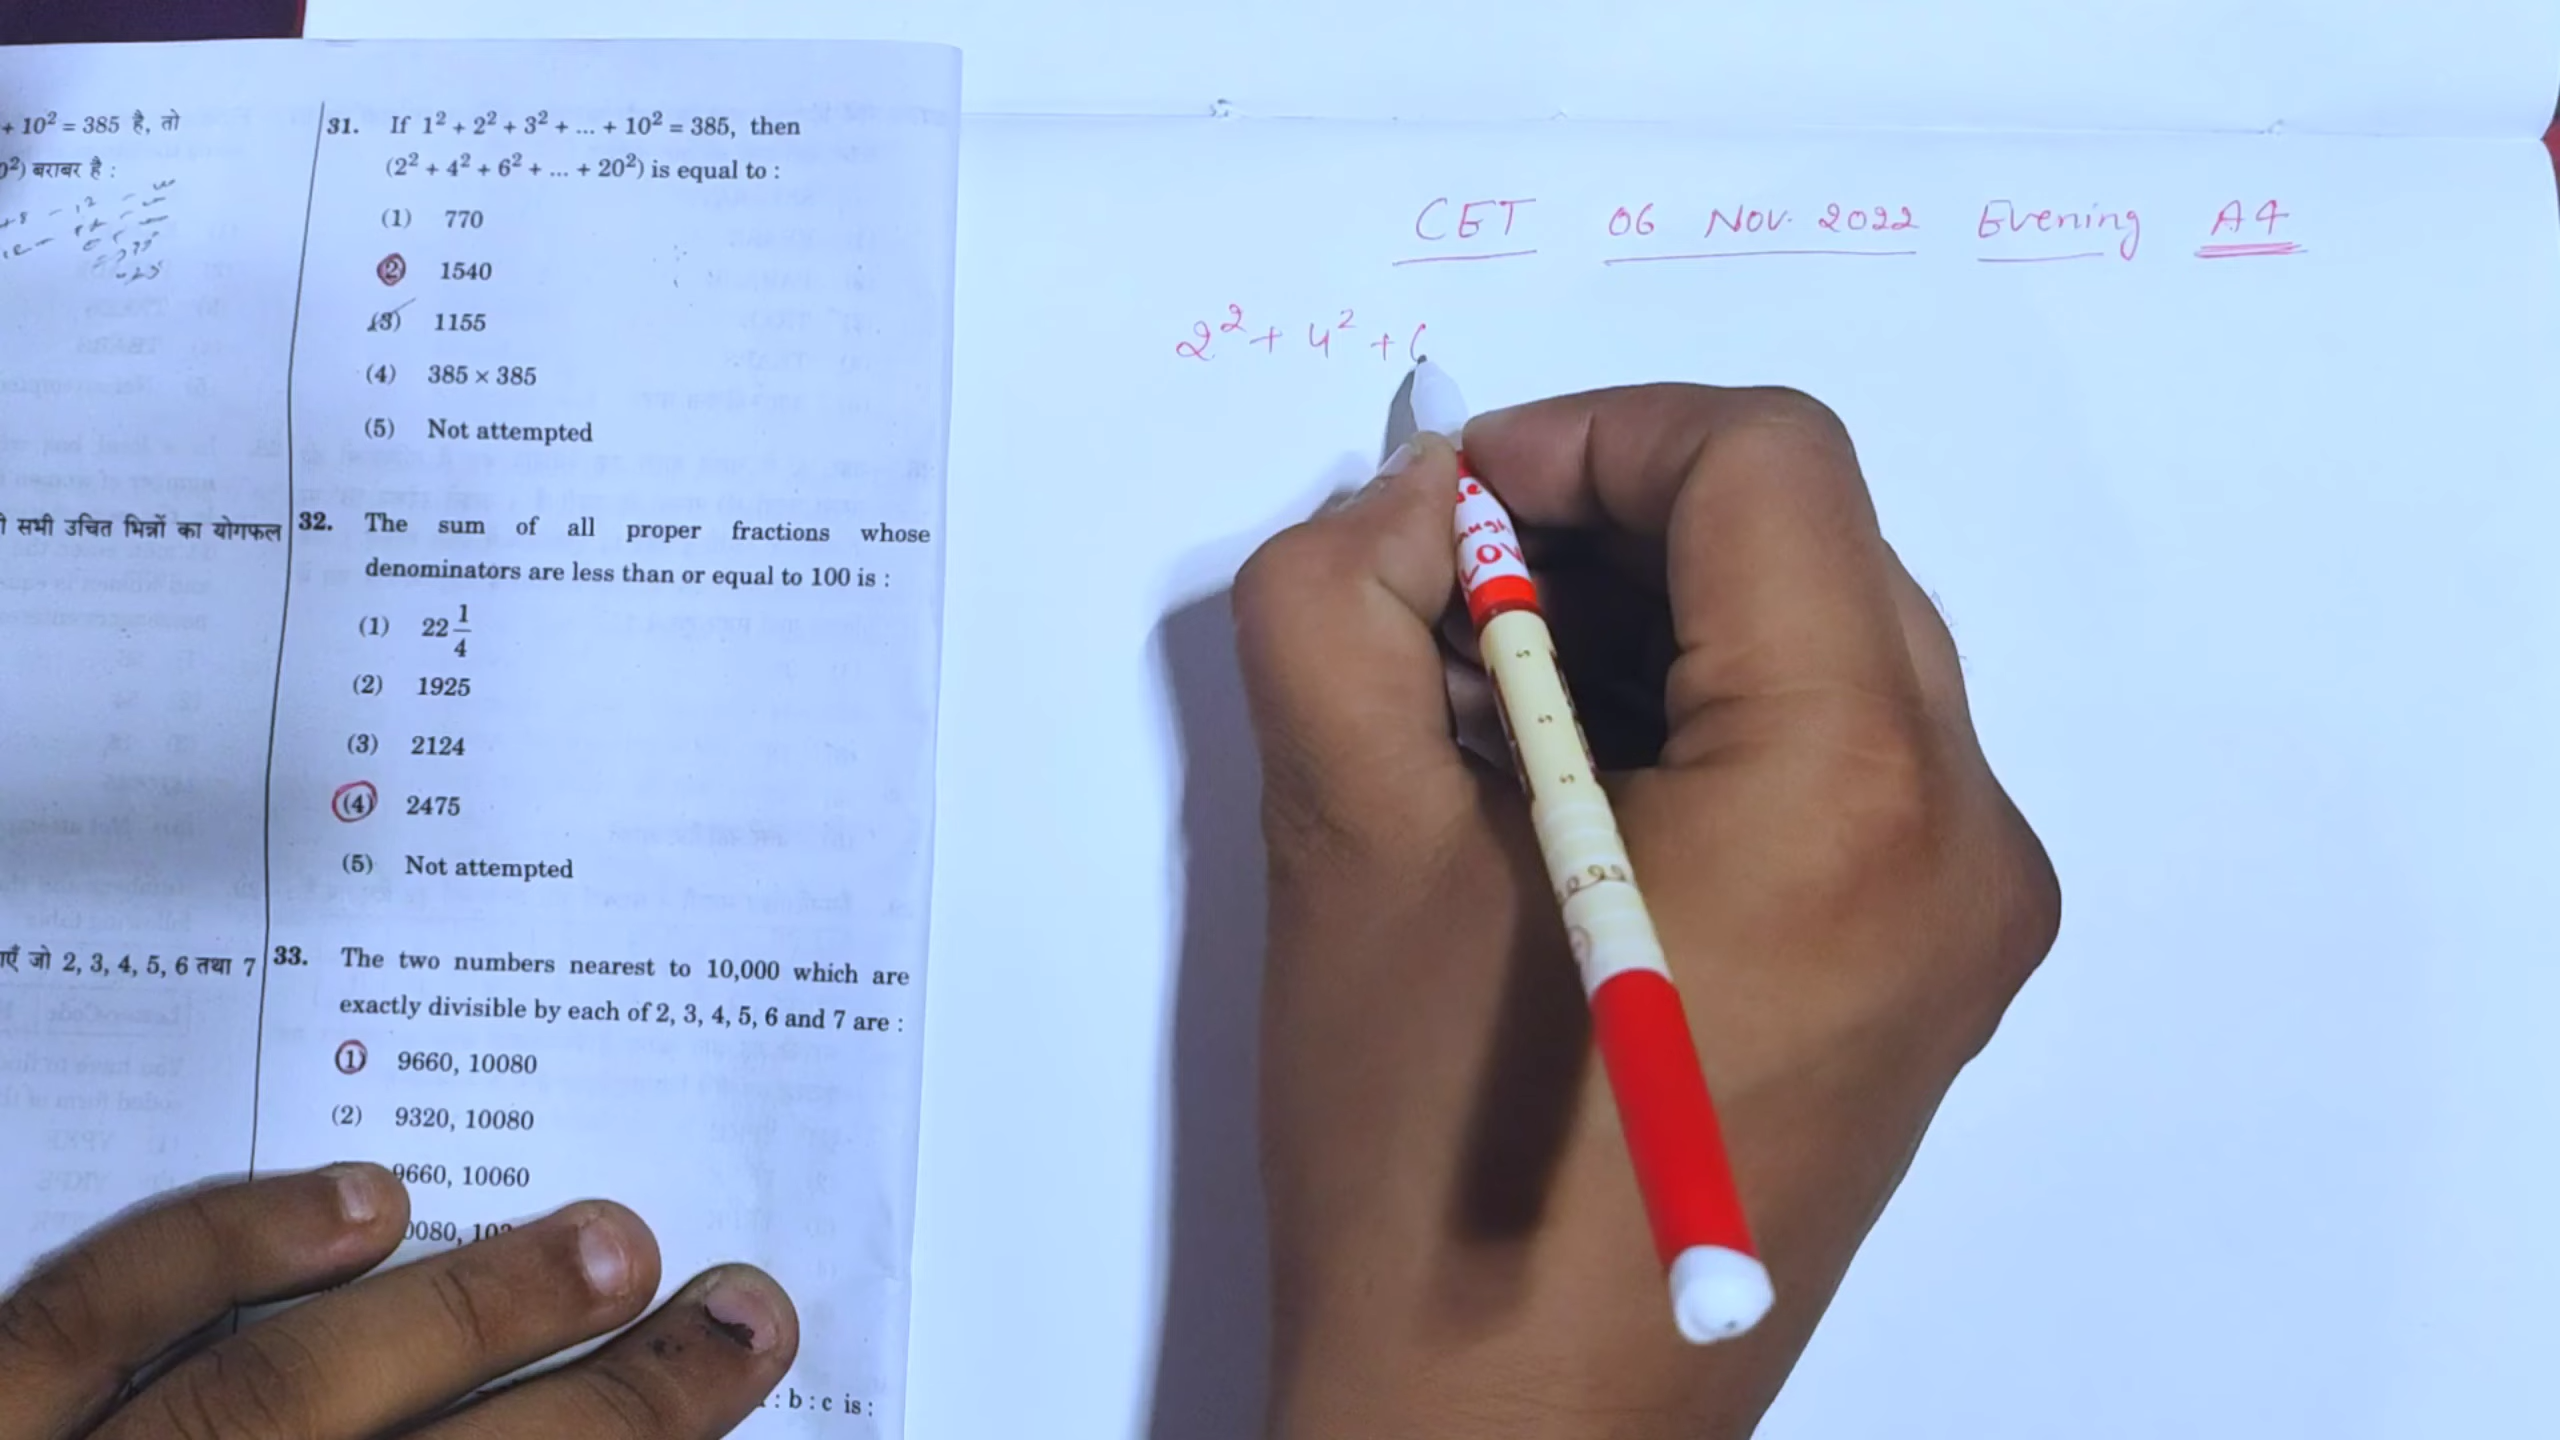 + 10² = 385 है, तो
0²) बराबर है :
ी सभी उचित भिन्नों का योगफल
एँ जो 2, 3, 4, 5, 6 तथा 7
31. If 1² + 2² + 3² + ... + 10² = 385, then
(2² + 4² + 6² + ... + 20²) is equal to :
(1) 770
(2) 1540
(3) 1155
(4) 385 × 385
(5) Not attempted
32. The sum of all proper fractions whose
denominators are less than or equal to 100 is :
(1) 22 1/4
(2) 1925
(3) 2124
(4) 2475
(5) Not attempted
33. The two numbers nearest to 10,000 which are
exactly divisible by each of 2, 3, 4, 5, 6 and 7 are :
(1) 9660, 10080
(2) 9320, 10080
9660, 10060
0080, 10
: b : c is :
CET 06 Nov. 2022 Evening A4
2² + 4² + 6
LOV